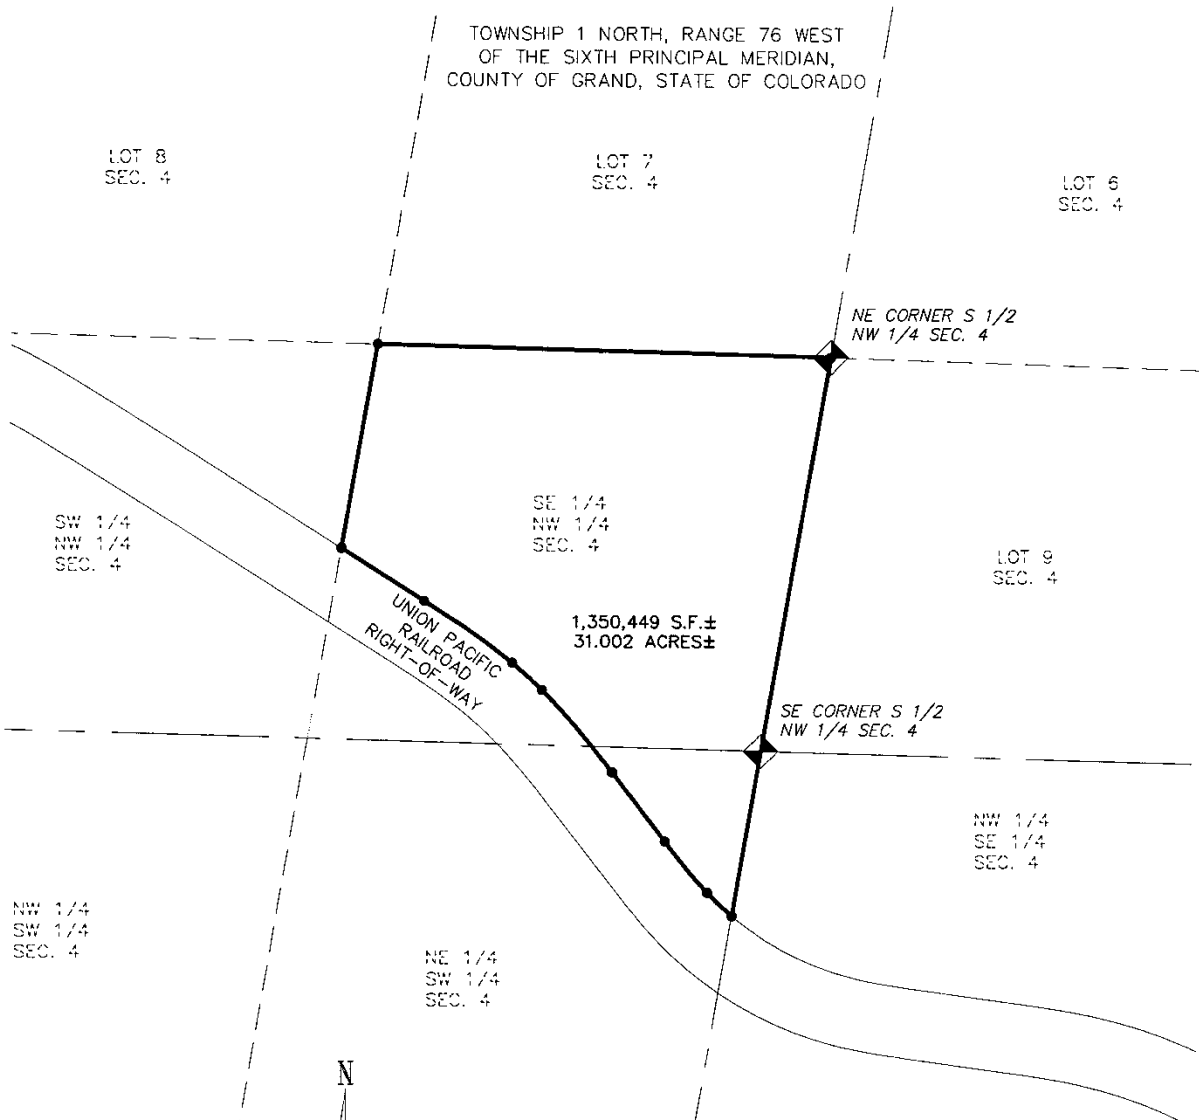 TOWNSHIP 1 NORTH, RANGE 76 WEST
OF THE SIXTH PRINCIPAL MERIDIAN,
COUNTY OF GRAND, STATE OF COLORADO
LOT 8
SEC. 4
LOT 7
SEC. 4
LOT 6
SEC. 4
NE CORNER S 1/2
NW 1/4 SEC. 4
SW 1/4
NW 1/4
SEC. 4
SE 1/4
NW 1/4
SEC. 4
LOT 9
SEC. 4
1,350,449 S.F.±
31.002 ACRES±
UNION PACIFIC
RAILROAD
RIGHT-OF-WAY
SE CORNER S 1/2
NW 1/4 SEC. 4
NW 1/4
SE 1/4
SEC. 4
NW 1/4
SW 1/4
SEC. 4
NE 1/4
SW 1/4
SEC. 4
N